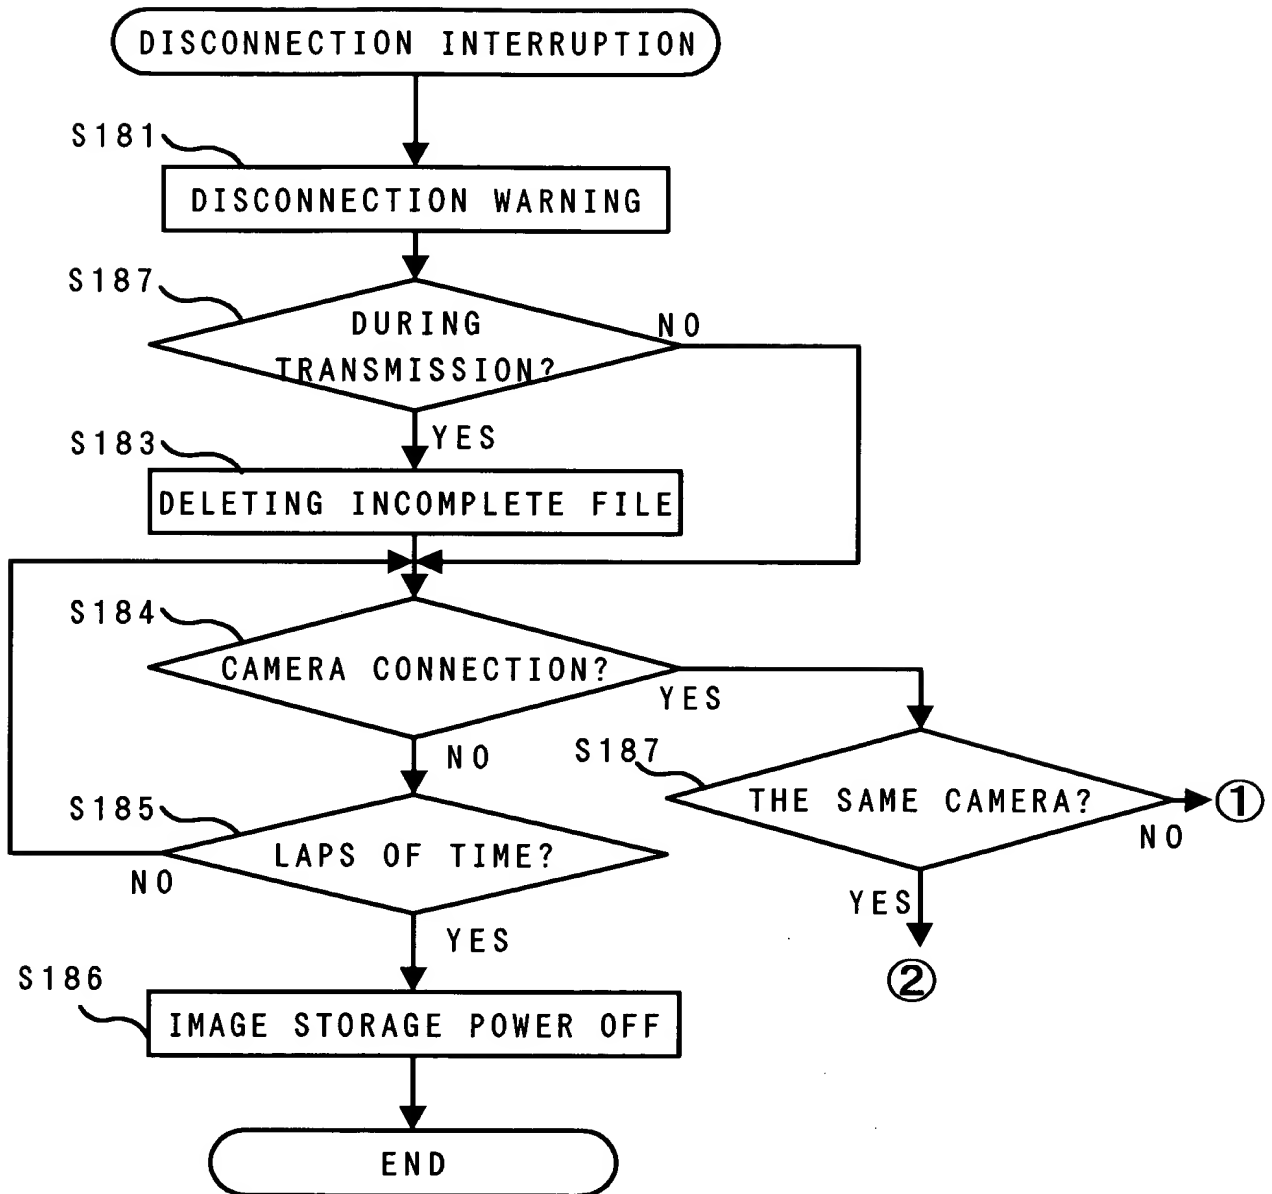 DISCONNECTION INTERRUPTION
S181
DISCONNECTION WARNING
S187
DURING
TRANSMISSION?
NO
YES
S183
DELETING INCOMPLETE FILE
S184
CAMERA CONNECTION?
YES
NO
S187
THE SAME CAMERA?
①
NO
YES
②
S185
LAPS OF TIME?
NO
YES
S186
IMAGE STORAGE POWER OFF
END